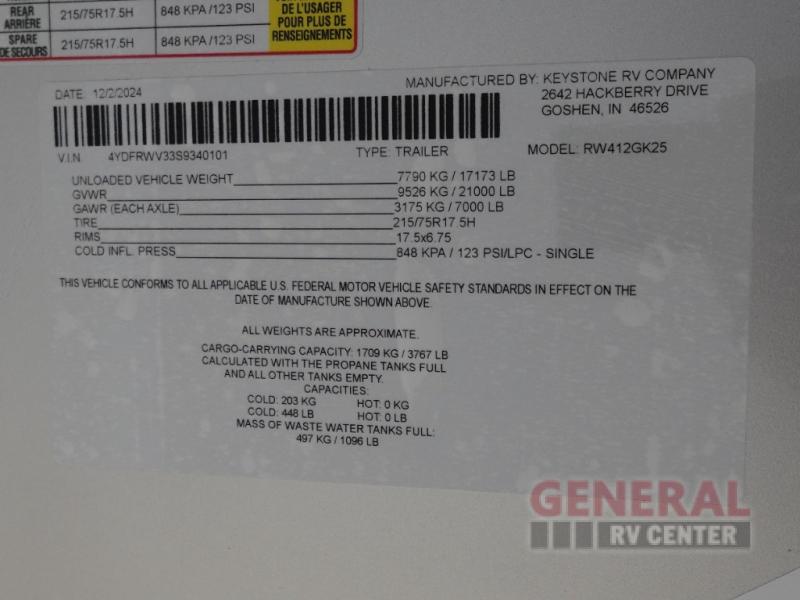 REAR
ARRIÈRE
215/75R17.5H
848 KPA /123 PSI
SPARE
DE SECOURS
215/75R17.5H
848 KPA /123 PSI
DE L'USAGER
POUR PLUS DE
RENSEIGNEMENTS
DATE: 12/2/2024
MANUFACTURED BY: KEYSTONE RV COMPANY
2642 HACKBERRY DRIVE
GOSHEN, IN 46526
V.I.N. 4YDFRWV33S9340101 TYPE: TRAILER MODEL: RW412GK25
UNLOADED VEHICLE WEIGHT 7790 KG / 17173 LB
GVWR 9526 KG / 21000 LB
GAWR (EACH AXLE) 3175 KG / 7000 LB
TIRE 215/75R17.5H
RIMS 17.5x6.75
COLD INFL. PRESS 848 KPA / 123 PSI/LPC - SINGLE
THIS VEHICLE CONFORMS TO ALL APPLICABLE U.S. FEDERAL MOTOR VEHICLE SAFETY STANDARDS IN EFFECT ON THE
DATE OF MANUFACTURE SHOWN ABOVE.
ALL WEIGHTS ARE APPROXIMATE.
CARGO-CARRYING CAPACITY: 1709 KG / 3767 LB
CALCULATED WITH THE PROPANE TANKS FULL
AND ALL OTHER TANKS EMPTY.
CAPACITIES:
COLD: 203 KG HOT: 0 KG
COLD: 448 LB HOT: 0 LB
MASS OF WASTE WATER TANKS FULL:
497 KG / 1096 LB
GENERAL
RV CENTER